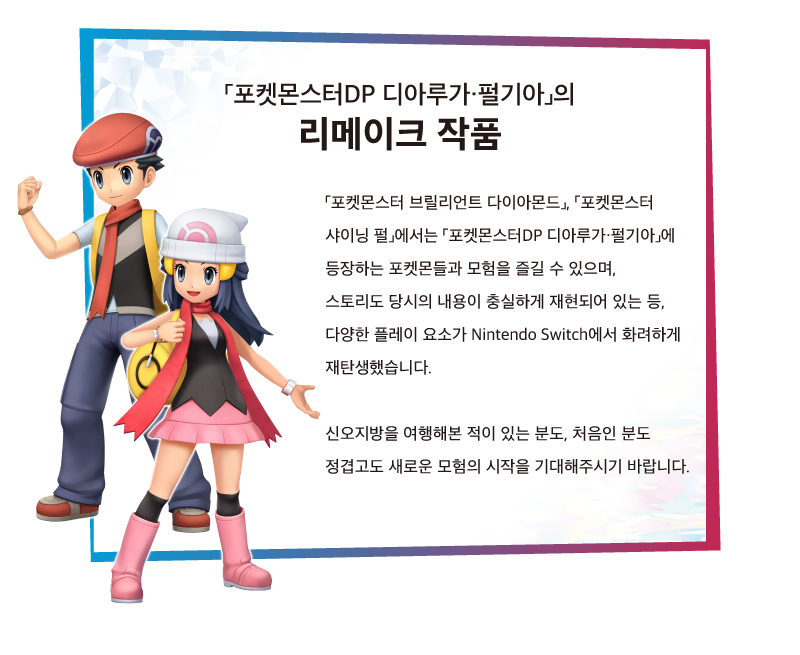 「포켓몬스터DP 디아루가·펄기아」의
리메이크 작품
「포켓몬스터 브릴리언트 다이아몬드」, 「포켓몬스터
샤이닝 펄」에서는 「포켓몬스터DP 디아루가·펄기아」에
등장하는 포켓몬들과 모험을 즐길 수 있으며,
스토리도 당시의 내용이 충실하게 재현되어 있는 등,
다양한 플레이 요소가 Nintendo Switch에서 화려하게
재탄생했습니다.
신오지방을 여행해본 적이 있는 분도, 처음인 분도
정겹고도 새로운 모험의 시작을 기대해주시기 바랍니다.